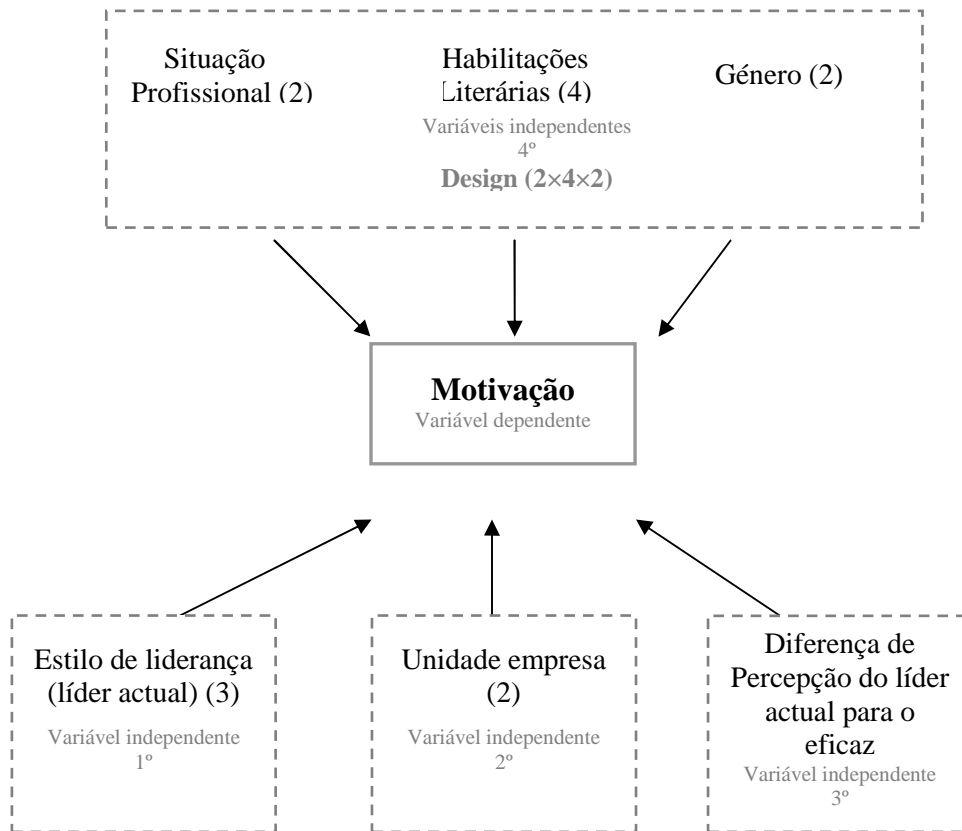 Situação
Profissional (2)
Habilitações
Literárias (4)
Género (2)
Variáveis independentes
4º
Design (2×4×2)
Motivação
Variável dependente
Estilo de liderança
(líder actual) (3)
Variável independente
1º
Unidade empresa
(2)
Variável independente
2º
Diferença de
Percepção do líder
actual para o
eficaz
Variável independente
3º